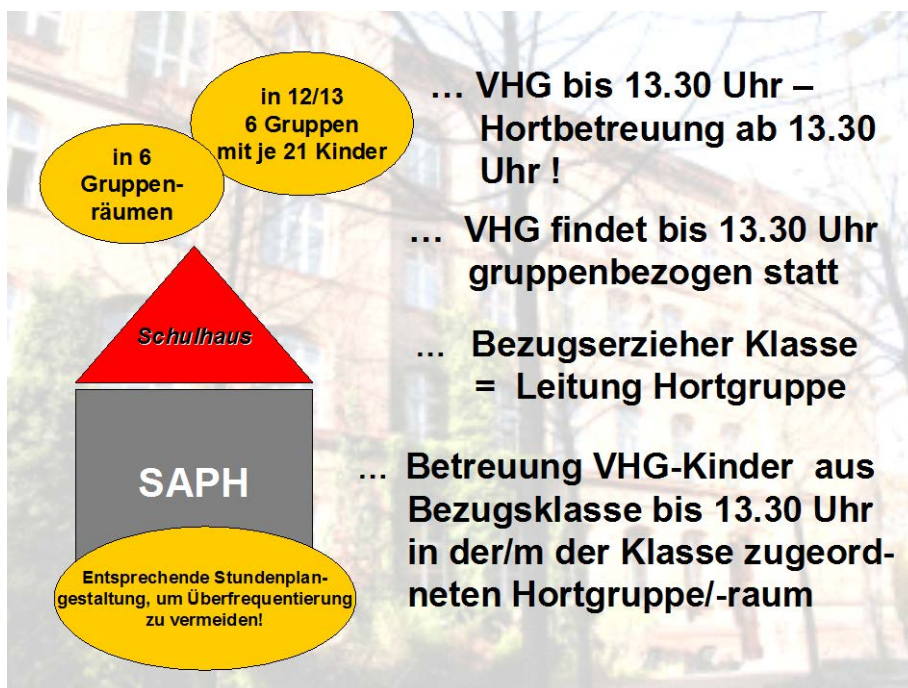 in 12/13
6 Gruppen
mit je 21 Kinder
in 6
Gruppen-
räumen
Schulhaus
SAPH
Entsprechende Stundenplan-
gestaltung, um Überfrequentierung
zu vermeiden!
... VHG bis 13.30 Uhr –
Hortbetreuung ab 13.30
Uhr !
... VHG findet bis 13.30 Uhr
gruppenbezogen statt
... Bezugserzieher Klasse
= Leitung Hortgruppe
... Betreuung VHG-Kinder aus
Bezugsklasse bis 13.30 Uhr
in der/m der Klasse zugeord-
neten Hortgruppe/-raum